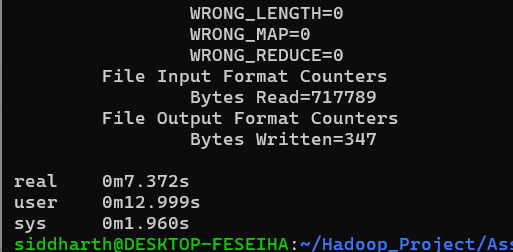 WRONG_LENGTH=0
WRONG_MAP=0
WRONG_REDUCE=0
File Input Format Counters
Bytes Read=717789
File Output Format Counters
Bytes Written=347
real 0m7.372s
user 0m12.999s
sys 0m1.960s
siddharth@DESKTOP-FESEIHA:~/Hadoop_Project/Ass